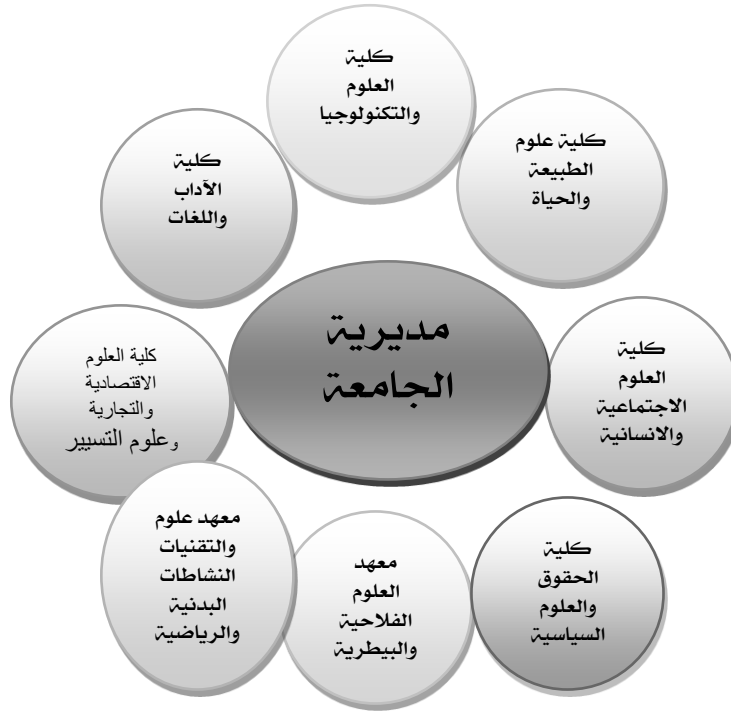 كلية
العلوم
والتكنولوجيا
كلية علوم
الطبيعة
والحياة
كلية
الآداب
واللغات
مديرية
الجامعة
كلية
العلوم
الاجتماعية
والانسانية
كلية العلوم
الاقتصادية
والتجارية
وعلوم التسيير
كلية
الحقوق
والعلوم
السياسية
معهد
العلوم
الفلاحية
والبيطرية
معهد علوم
والتقنيات
النشاطات
البدنية
والرياضية